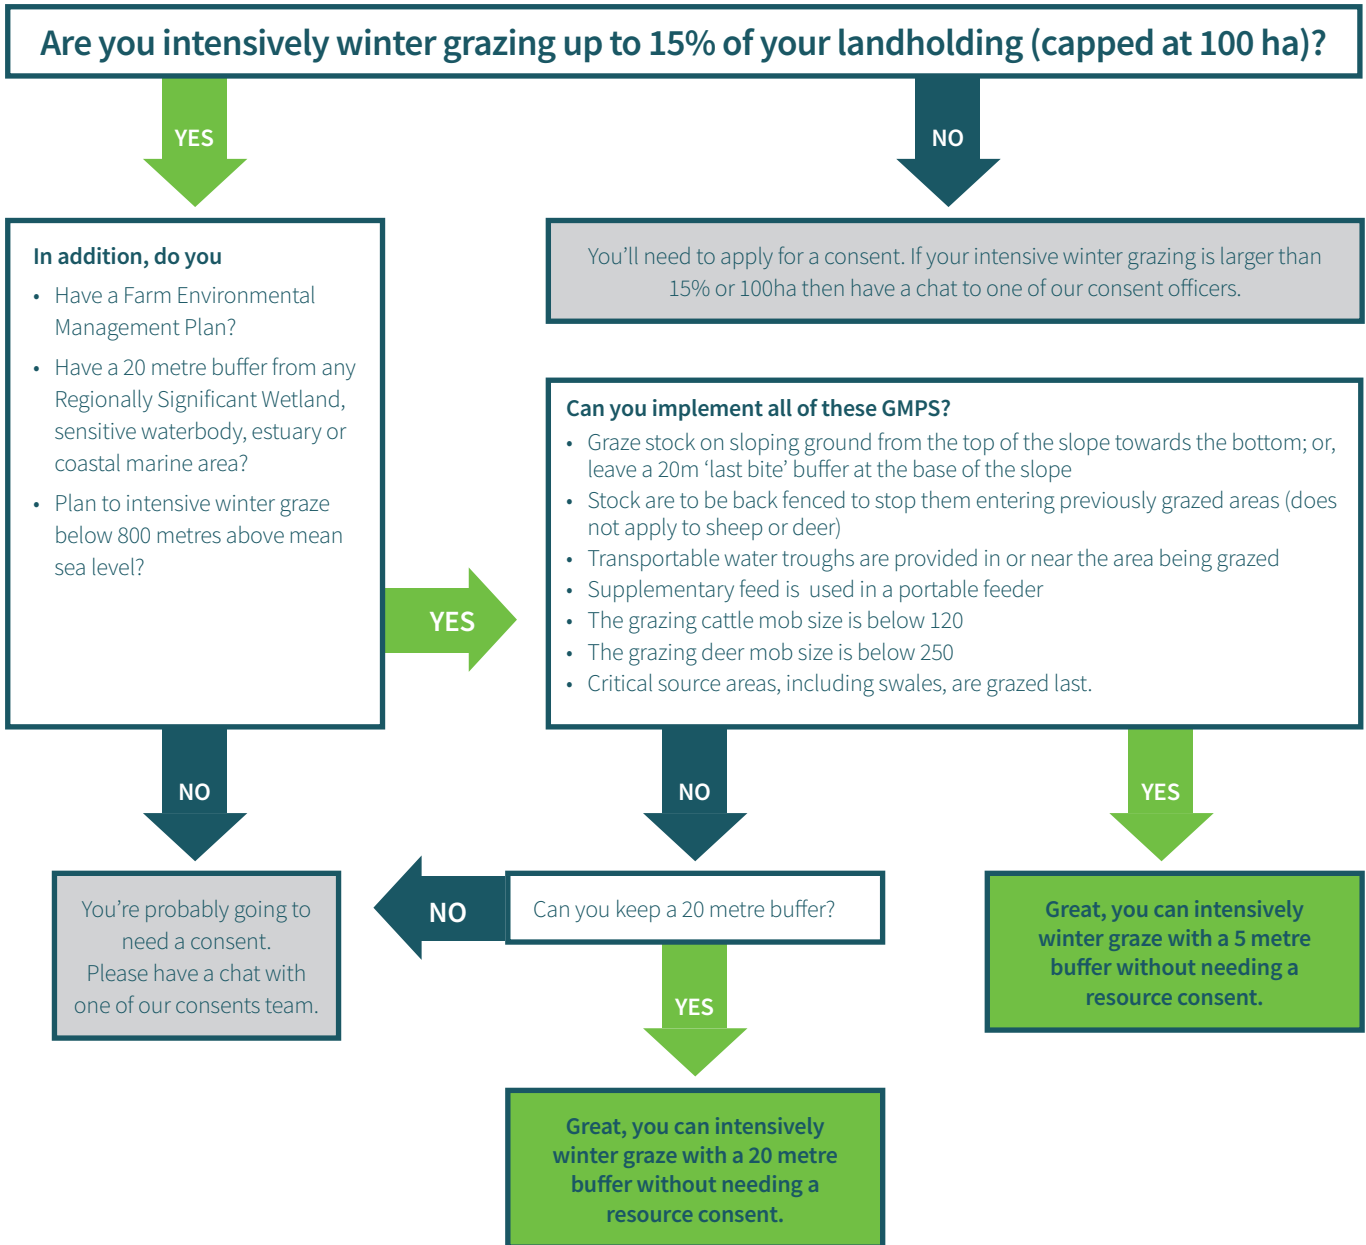 Are you intensively winter grazing up to 15% of your landholding (capped at 100 ha)?
YES
NO
In addition, do you
• Have a Farm Environmental
Management Plan?
• Have a 20 metre buffer from any
Regionally Significant Wetland,
sensitive waterbody, estuary or
coastal marine area?
• Plan to intensive winter graze
below 800 metres above mean
sea level?
You'll need to apply for a consent. If your intensive winter grazing is larger than
15% or 100ha then have a chat to one of our consent officers.
YES
Can you implement all of these GMPS?
• Graze stock on sloping ground from the top of the slope towards the bottom; or,
leave a 20m ‘last bite’ buffer at the base of the slope
• Stock are to be back fenced to stop them entering previously grazed areas (does
not apply to sheep or deer)
• Transportable water troughs are provided in or near the area being grazed
• Supplementary feed is used in a portable feeder
• The grazing cattle mob size is below 120
• The grazing deer mob size is below 250
• Critical source areas, including swales, are grazed last.
NO
NO
YES
You're probably going to
need a consent.
Please have a chat with
one of our consents team.
NO
Can you keep a 20 metre buffer?
Great, you can intensively
winter graze with a 5 metre
buffer without needing a
resource consent.
YES
Great, you can intensively
winter graze with a 20 metre
buffer without needing a
resource consent.